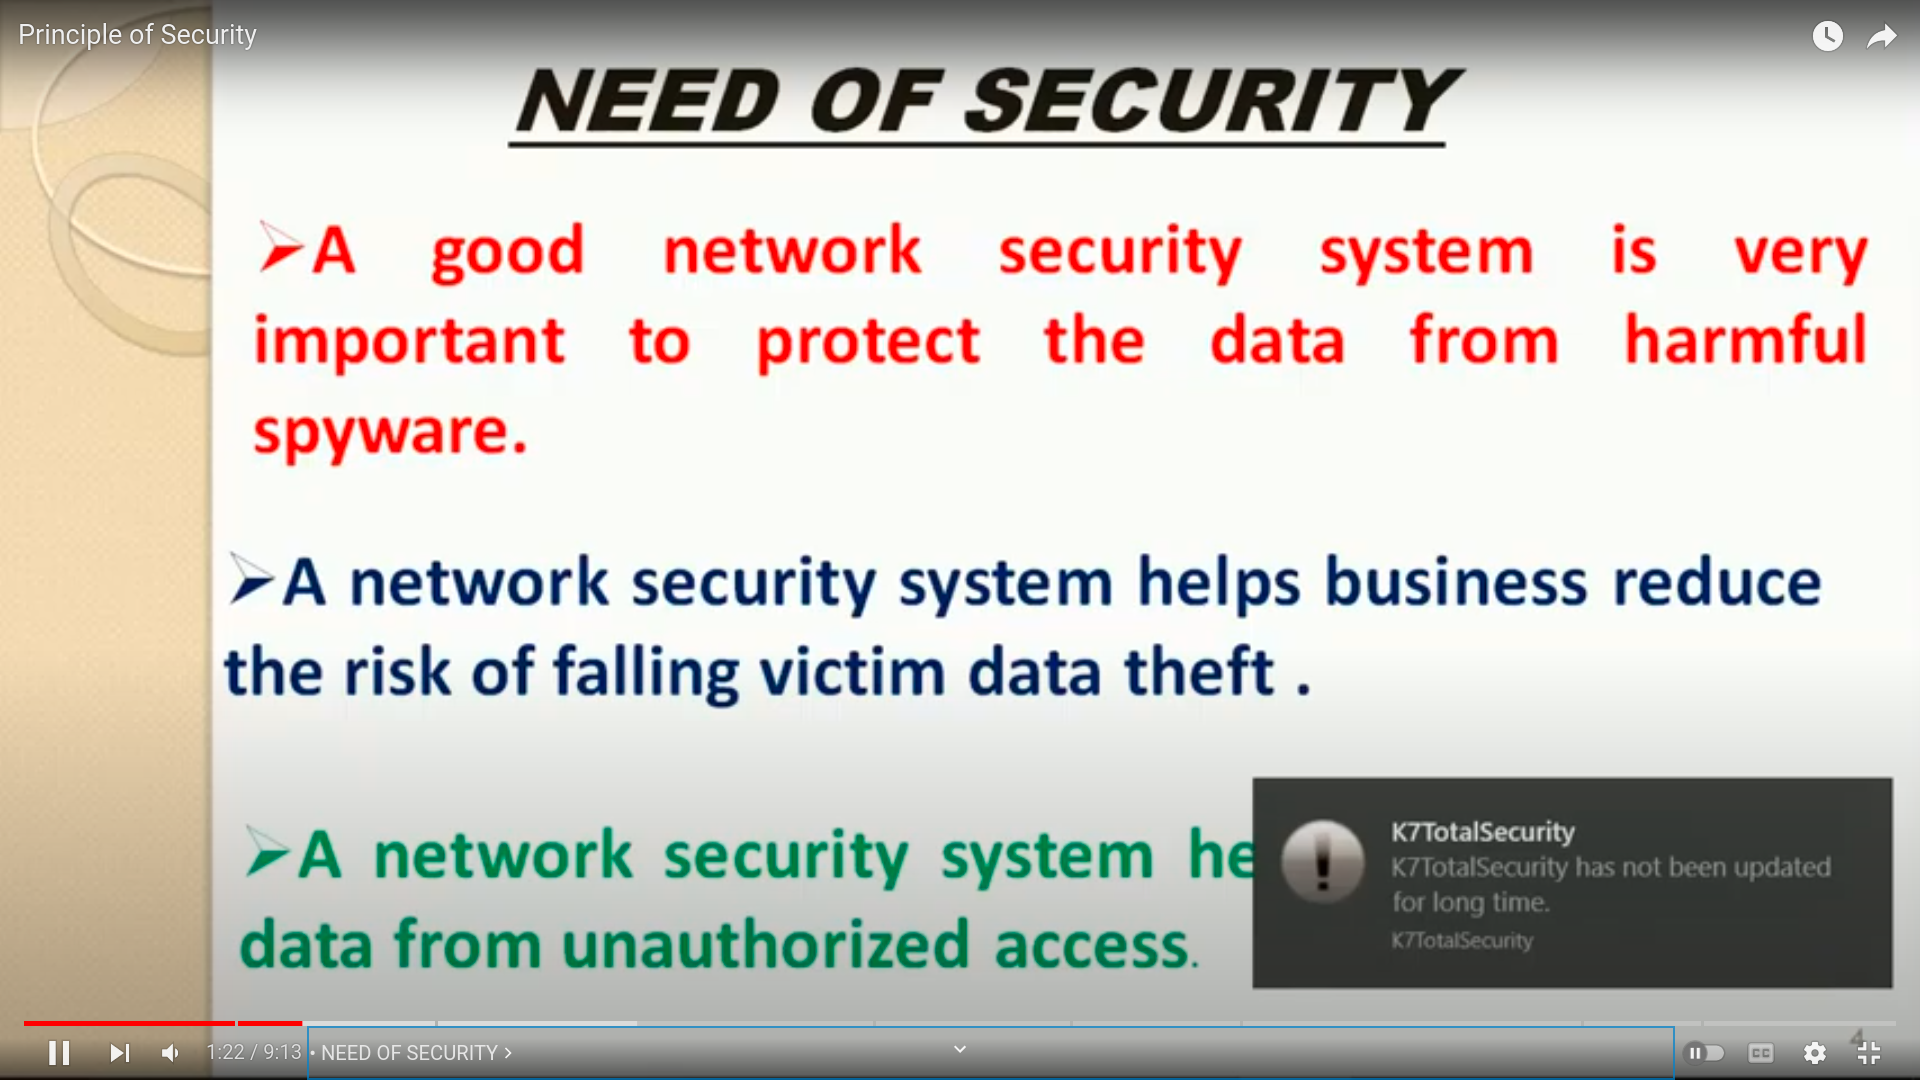 Principle of Security
NEED OF SECURITY
➢A good network security system is very
important to protect the data from harmful
spyware.
➢A network security system helps business reduce
the risk of falling victim data theft .
➢A network security system he
data from unauthorized access.
K7TotalSecurity
K7TotalSecurity has not been updated
for long time.
K7TotalSecurity
4
1:22 / 9:13 • NEED OF SECURITY >
CC